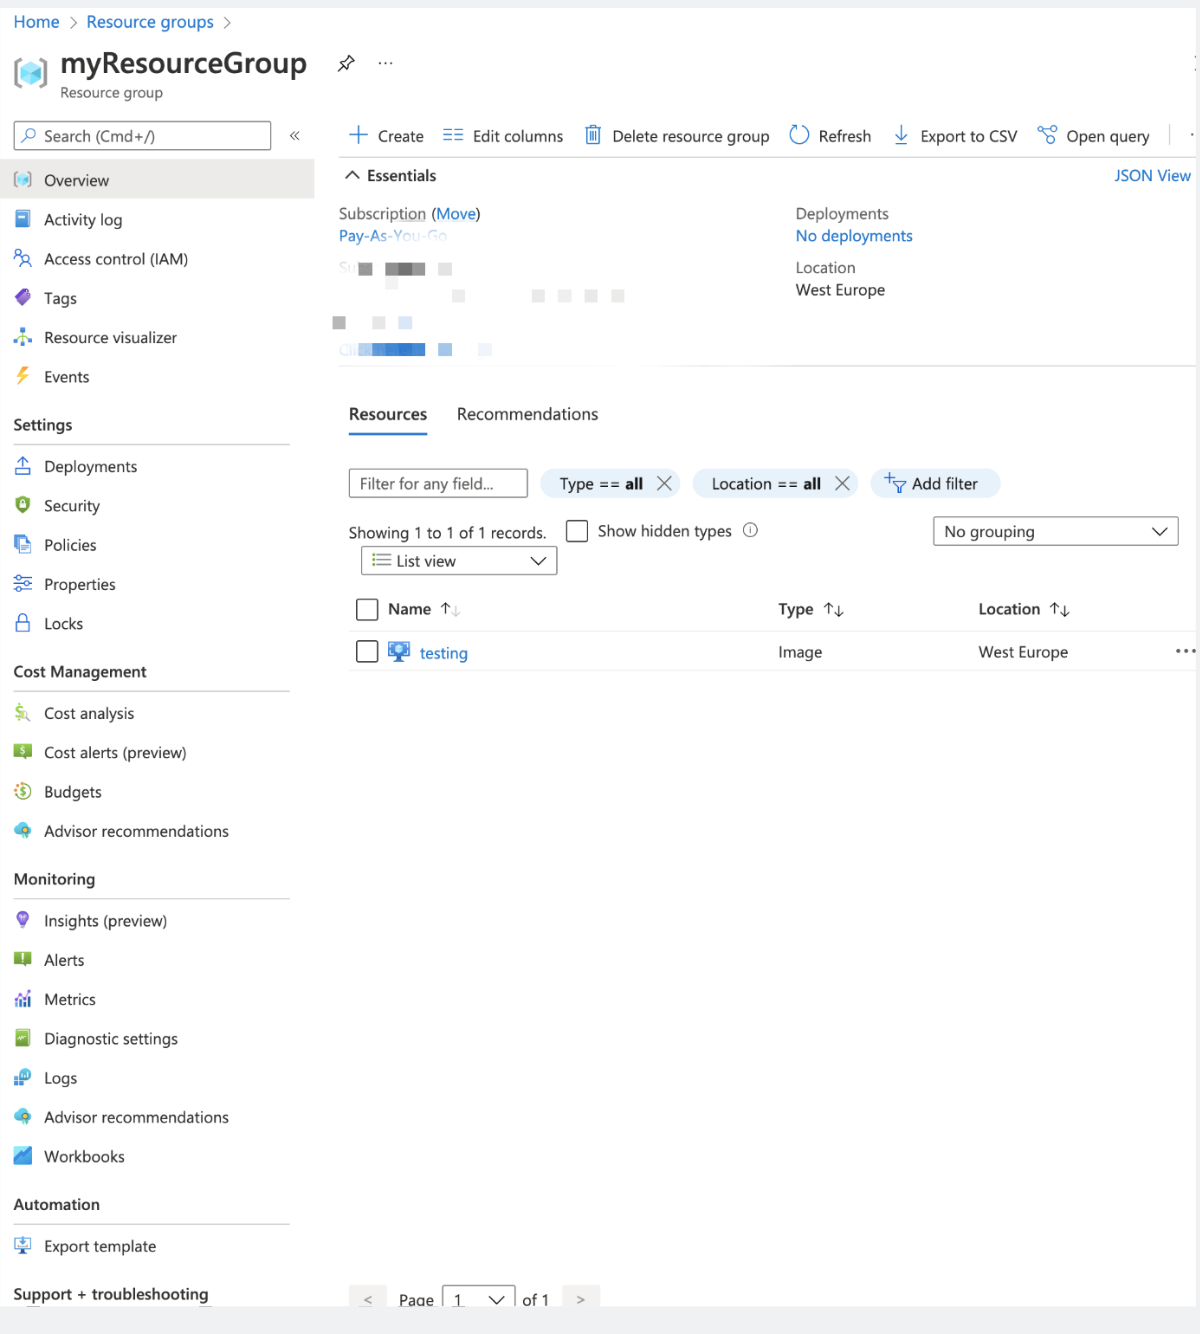 Home > Resource groups >
myResourceGroup ...
Resource group
Search (Cmd+/)
«
Create
Edit columns
Delete resource group
Refresh
Export to CSV
Open query
Overview
Activity log
Access control (IAM)
Tags
Resource visualizer
Events
Settings
Deployments
Security
Policies
Properties
Locks
Cost Management
Cost analysis
Cost alerts (preview)
Budgets
Advisor recommendations
Monitoring
Insights (preview)
Alerts
Metrics
Diagnostic settings
Logs
Advisor recommendations
Workbooks
Automation
Export template
Support + troubleshooting
Essentials
JSON View
Subscription (Move)
Pay-As-You-Go
Deployments
No deployments
Location
West Europe
Resources Recommendations
Filter for any field...
Type == all
Location == all
Add filter
Showing 1 to 1 of 1 records.
Show hidden types
No grouping
List view
Name ↑↓ Type ↑↓ Location ↑↓
testing Image West Europe ...
< Page 1 of 1 >